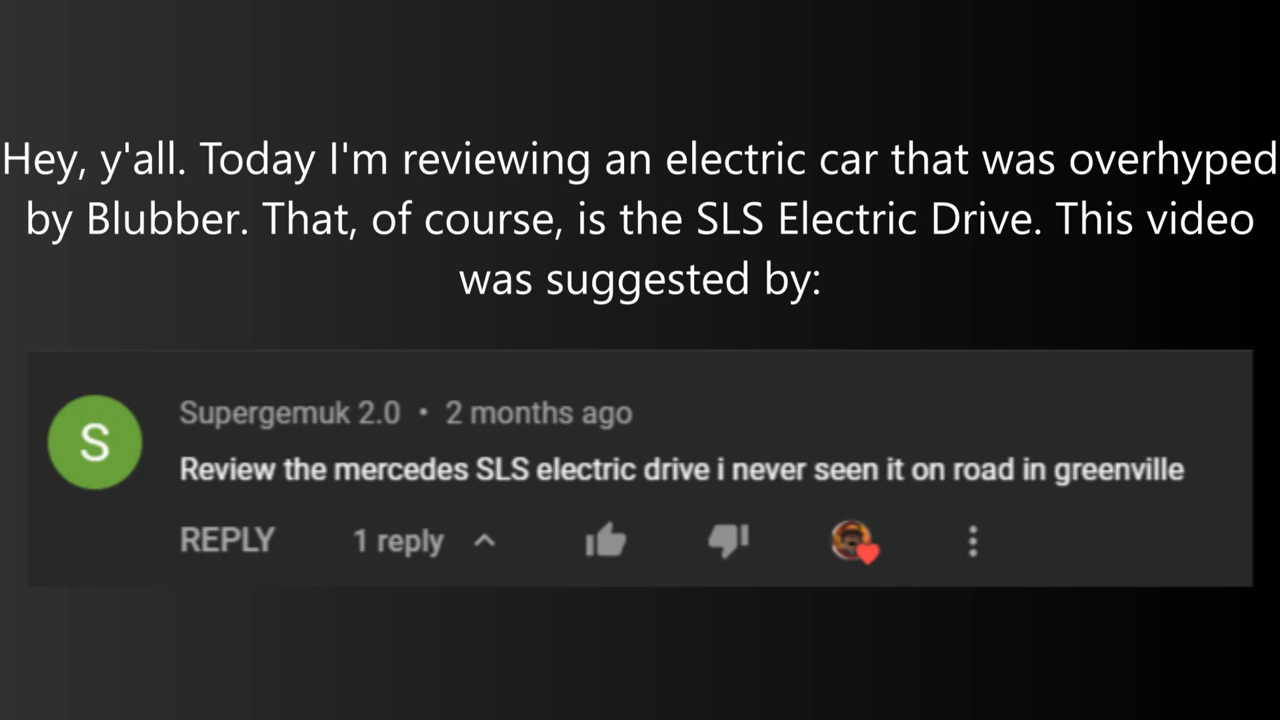 Hey, y'all. Today I'm reviewing an electric car that was overhyped
by Blubber. That, of course, is the SLS Electric Drive. This video
was suggested by:
S
Supergemuk 2.0 • 2 months ago
Review the mercedes SLS electric drive i never seen it on road in greenville
REPLY 1 reply